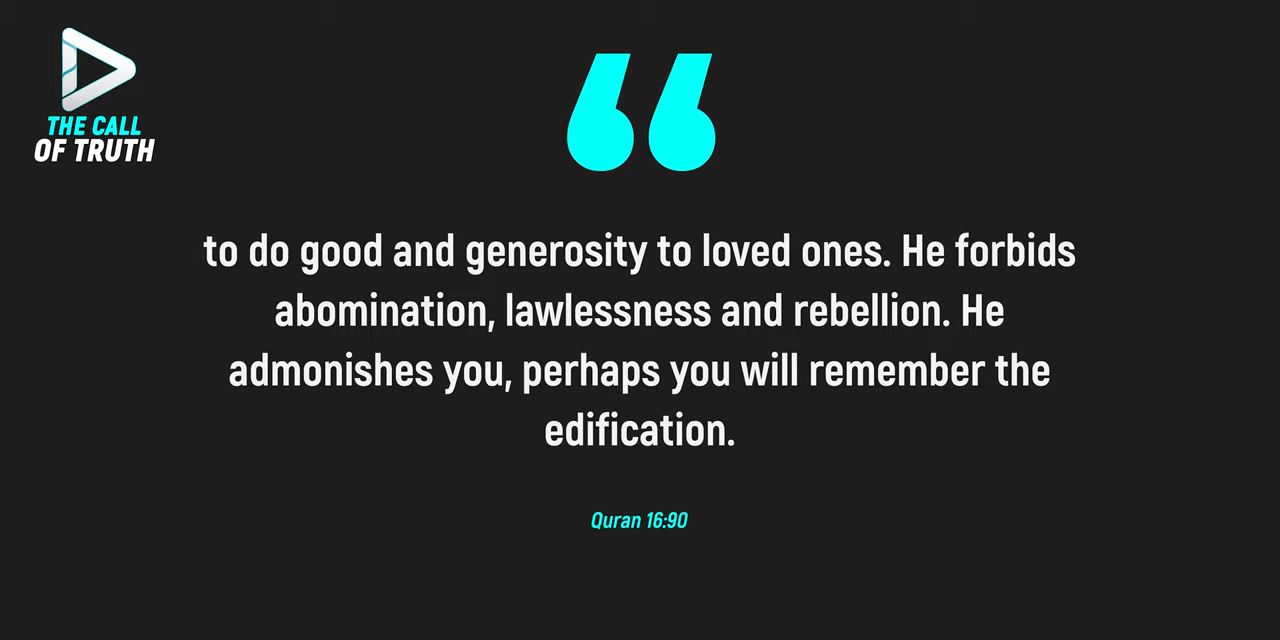 THE CALL
OF TRUTH
“
to do good and generosity to loved ones. He forbids
abomination, lawlessness and rebellion. He
admonishes you, perhaps you will remember the
edification.
Quran 16:90